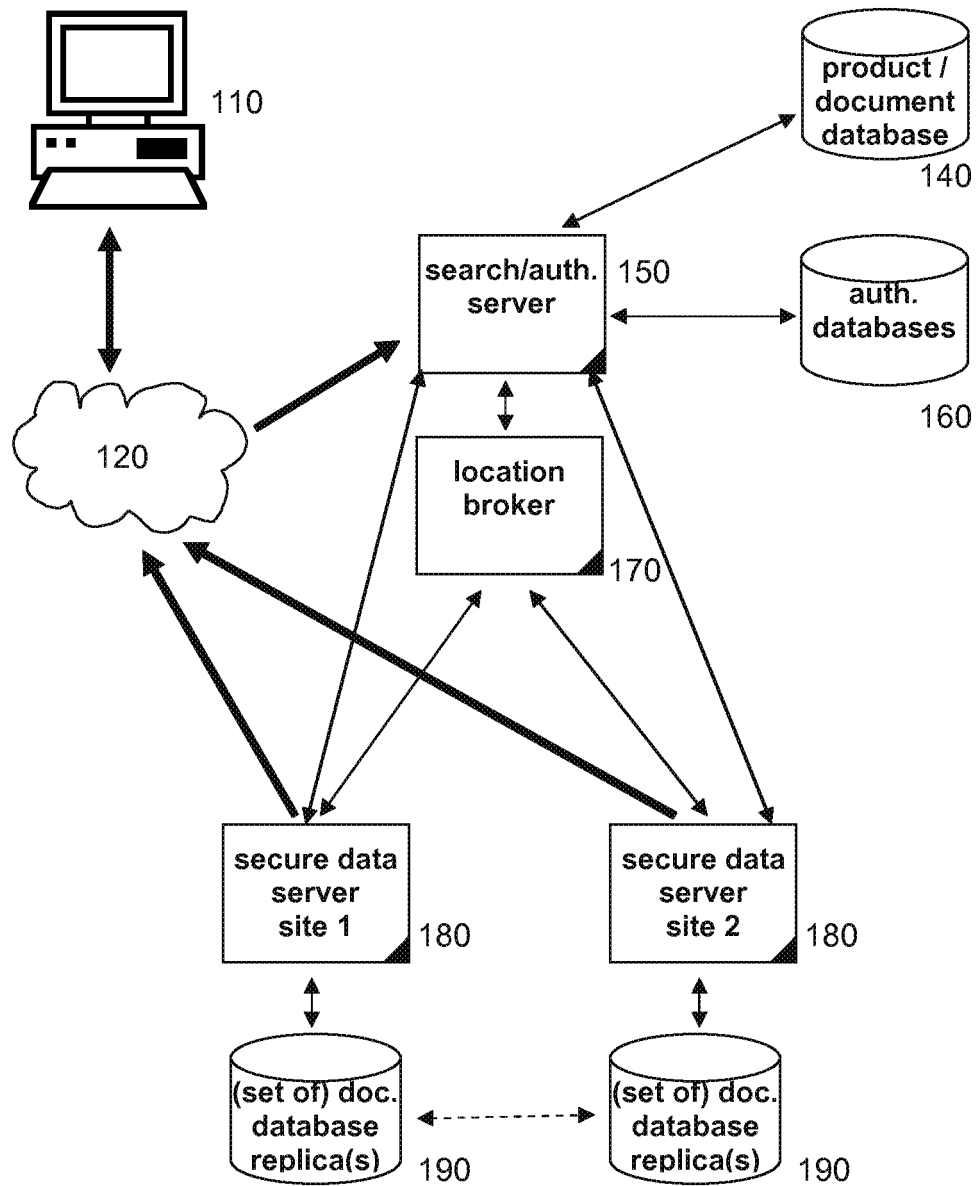 110
product /
document
database
140
search/auth.
server
150
auth.
databases
160
120
location
broker
170
secure data
server
site 1
180
secure data
server
site 2
180
(set of) doc.
database
replica(s)
190
(set of) doc.
database
replica(s)
190